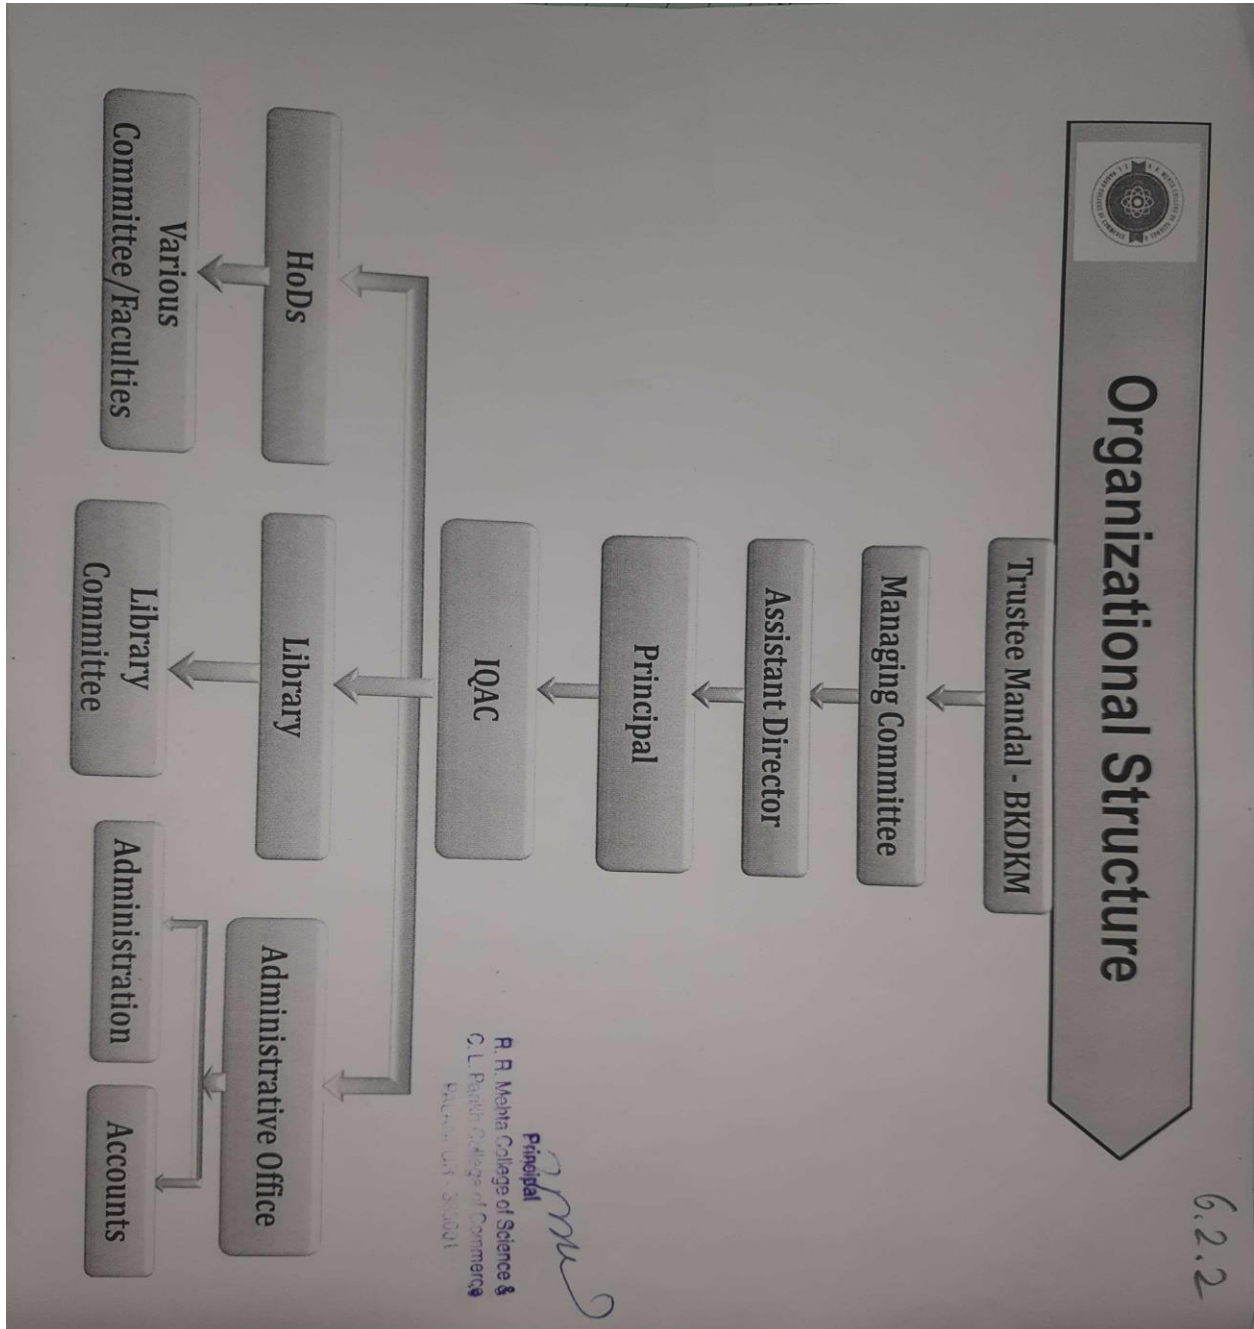 6.2.2
Organizational Structure
Trustee Mandal - BKDKM
Managing Committee
Assistant Director
Principal
IQAC
HoDs
Library
Administrative Office
Various
Committee/Faculties
Library
Committee
Administration
Accounts
Principal
R. R. Mehta College of Science &
C. L. Parikh College of Commerce